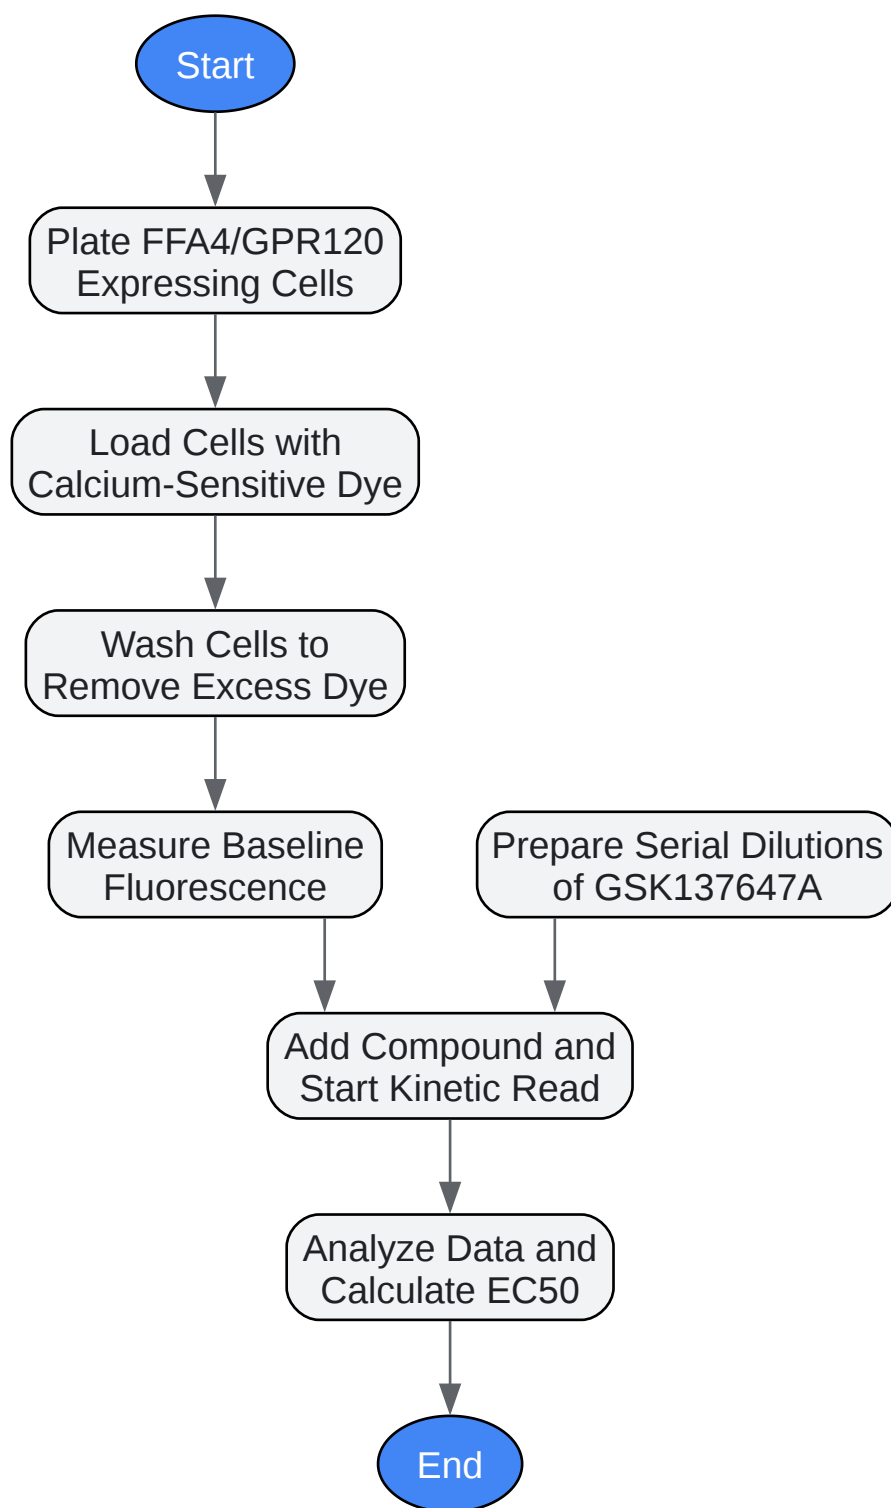 Start
Plate FFA4/GPR120
Expressing Cells
Load Cells with
Calcium-Sensitive Dye
Wash Cells to
Remove Excess Dye
Measure Baseline
Fluorescence
Prepare Serial Dilutions
of GSK137647A
Add Compound and
Start Kinetic Read
Analyze Data and
Calculate EC50
End